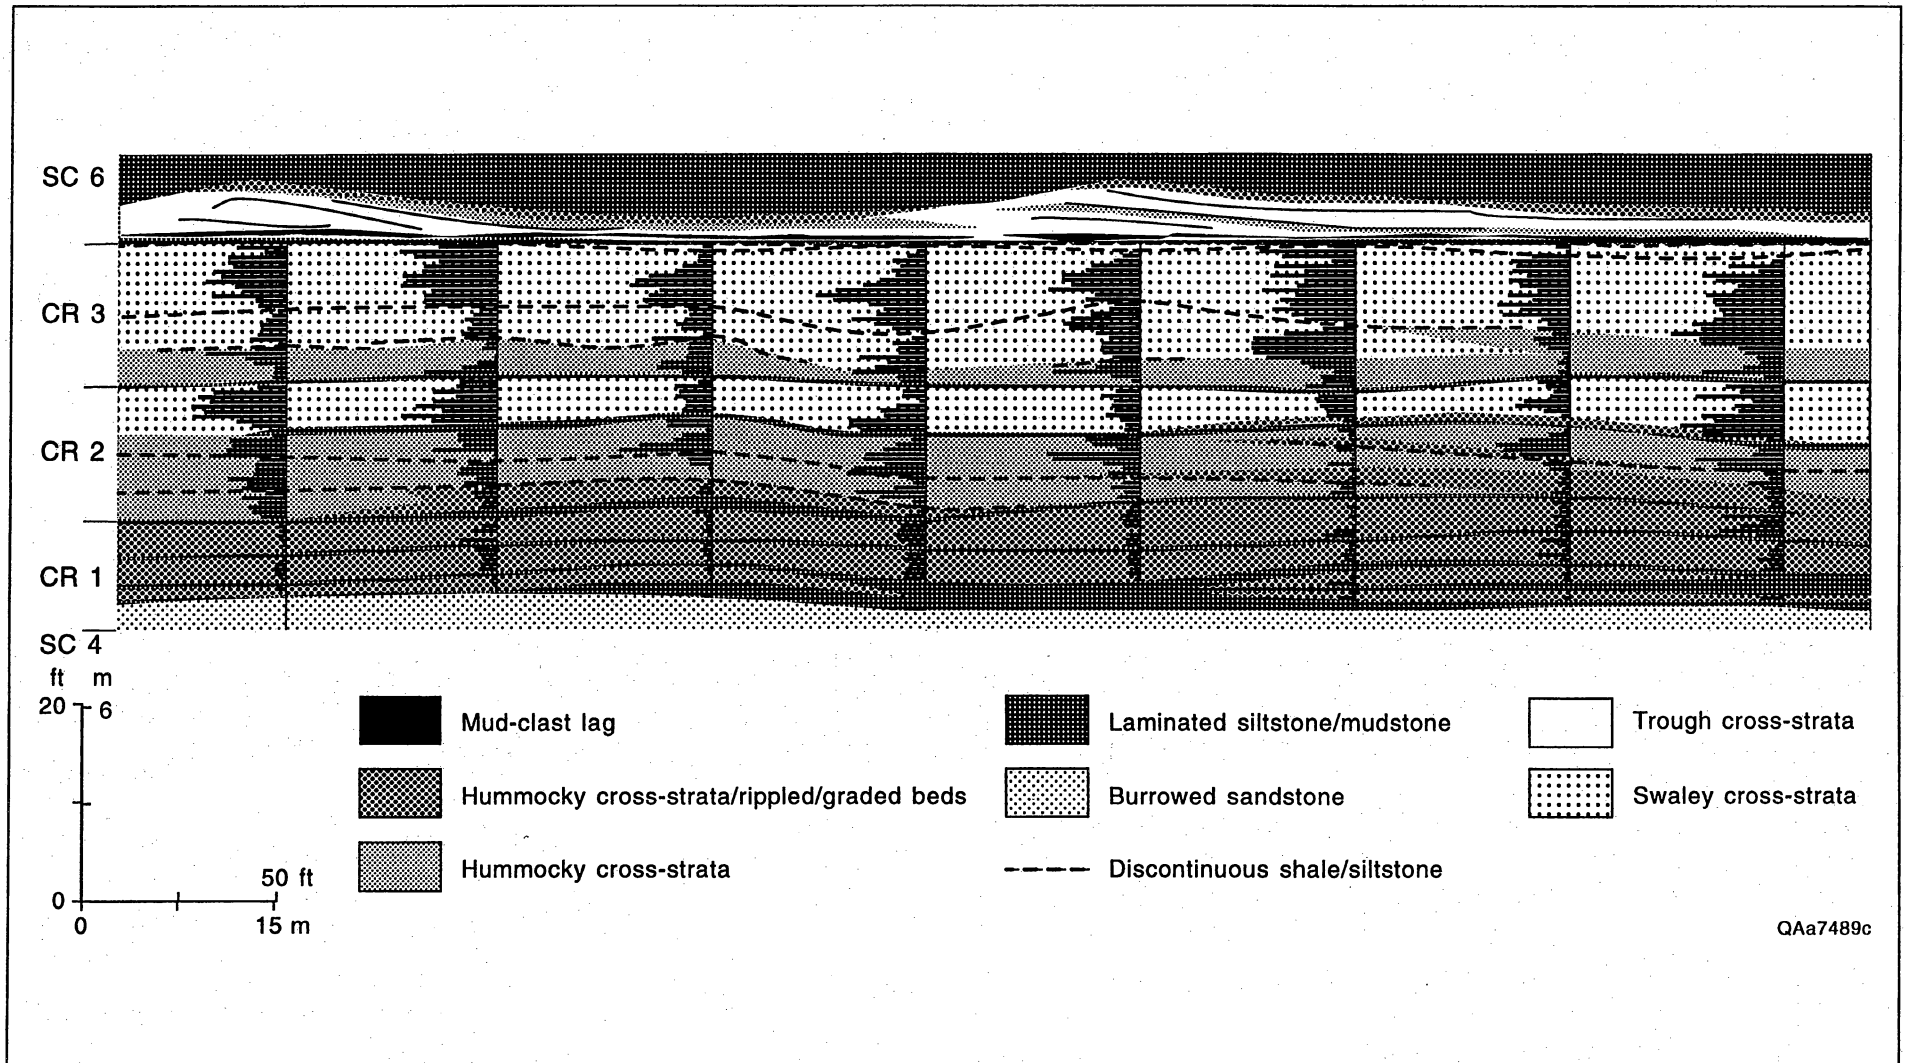 SC 6
CR 3
CR 2
CR 1
SC 4
ft m
20 6
0
50 ft
0 15 m
Mud-clast lag
Hummocky cross-strata/rippled/graded beds
Hummocky cross-strata
Laminated siltstone/mudstone
Burrowed sandstone
Discontinuous shale/siltstone
Trough cross-strata
Swaley cross-strata
QAa7489c